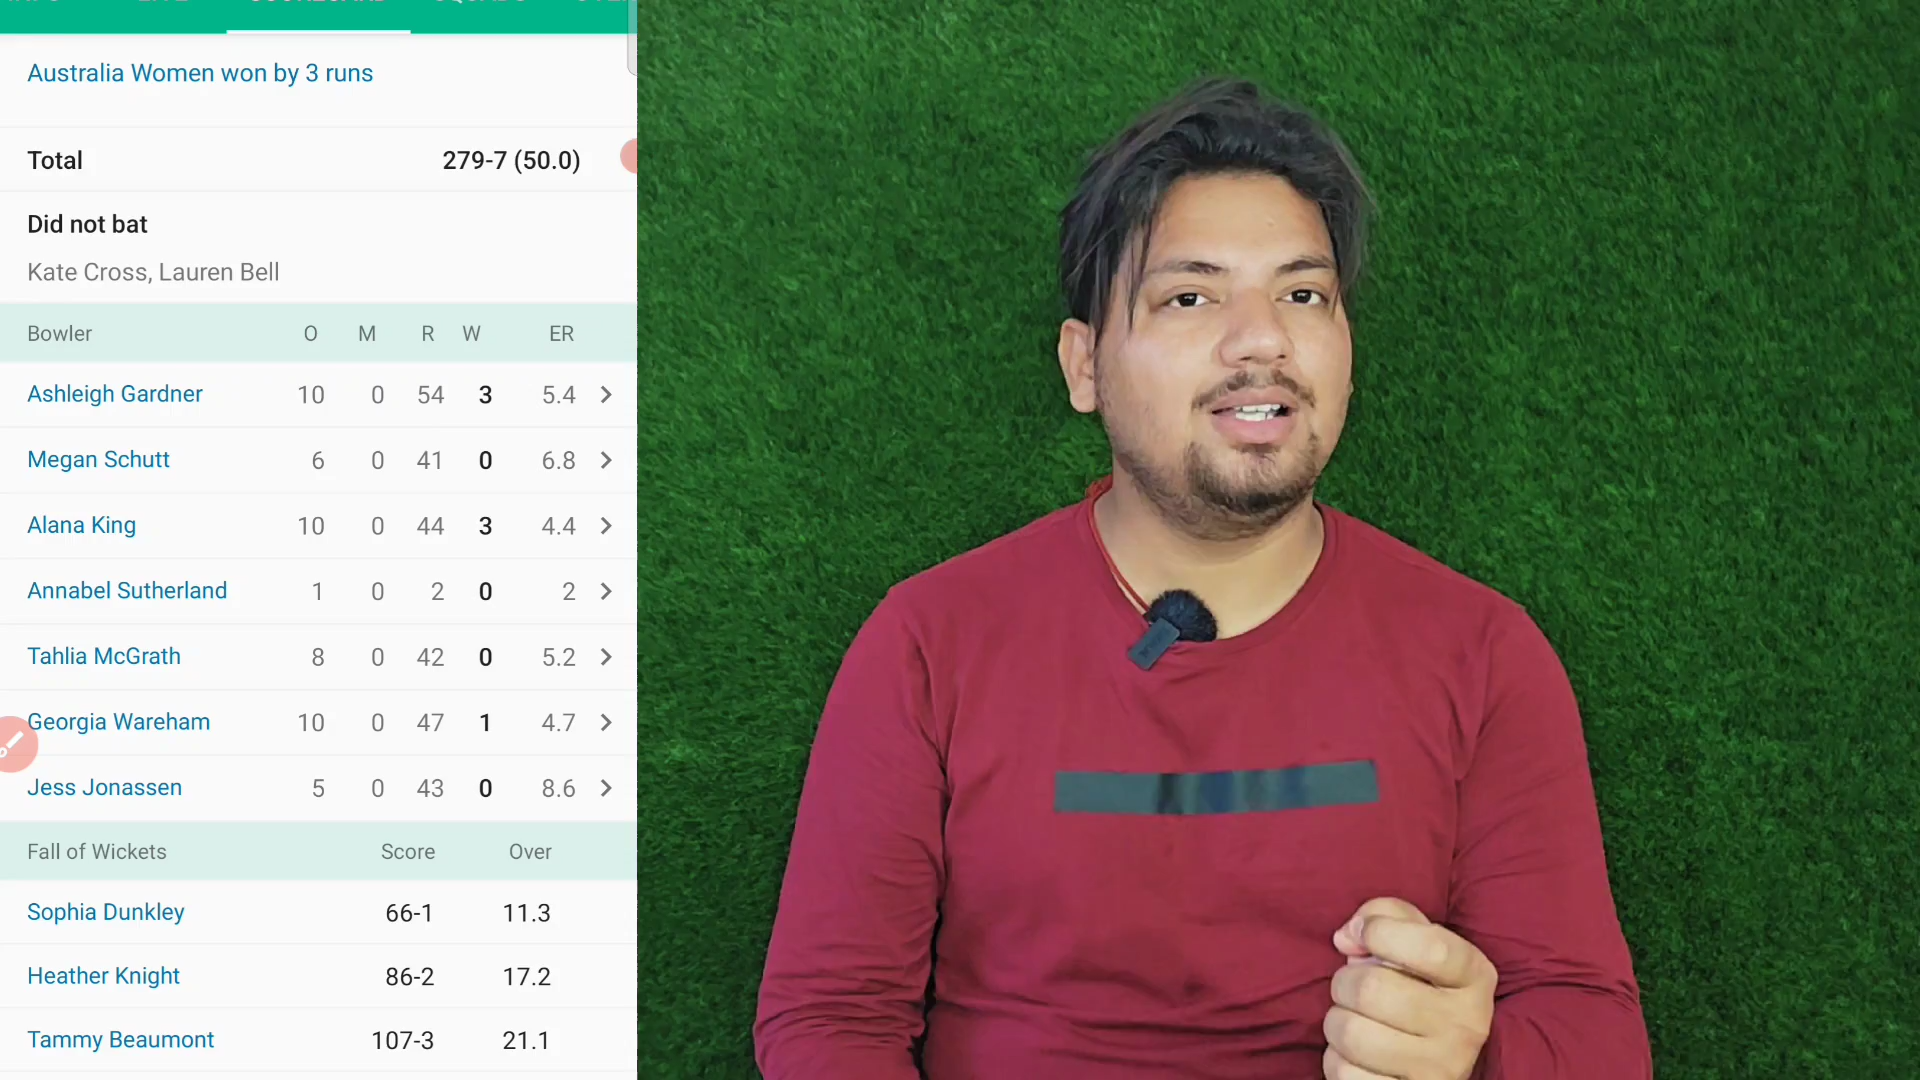 SCORECARD
Australia Women won by 3 runs
Total 279-7 (50.0)
Did not bat
Kate Cross, Lauren Bell
Bowler O M R W ER
Ashleigh Gardner 10 0 54 3 5.4
Megan Schutt 6 0 41 0 6.8
Alana King 10 0 44 3 4.4
Annabel Sutherland 1 0 2 0 2
Tahlia McGrath 8 0 42 0 5.2
Georgia Wareham 10 0 47 1 4.7
Jess Jonassen 5 0 43 0 8.6
Fall of Wickets Score Over
Sophia Dunkley 66-1 11.3
Heather Knight 86-2 17.2
Tammy Beaumont 107-3 21.1